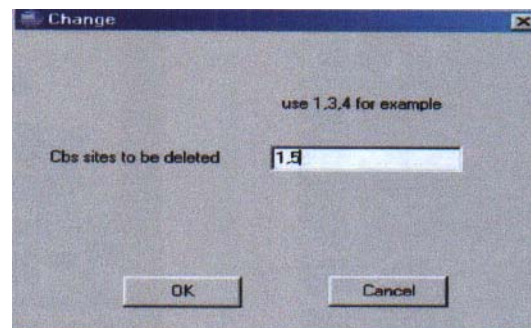 Change
use 1,3,4 for example
Cbs sites to be deleted
1,5
OK
Cancel